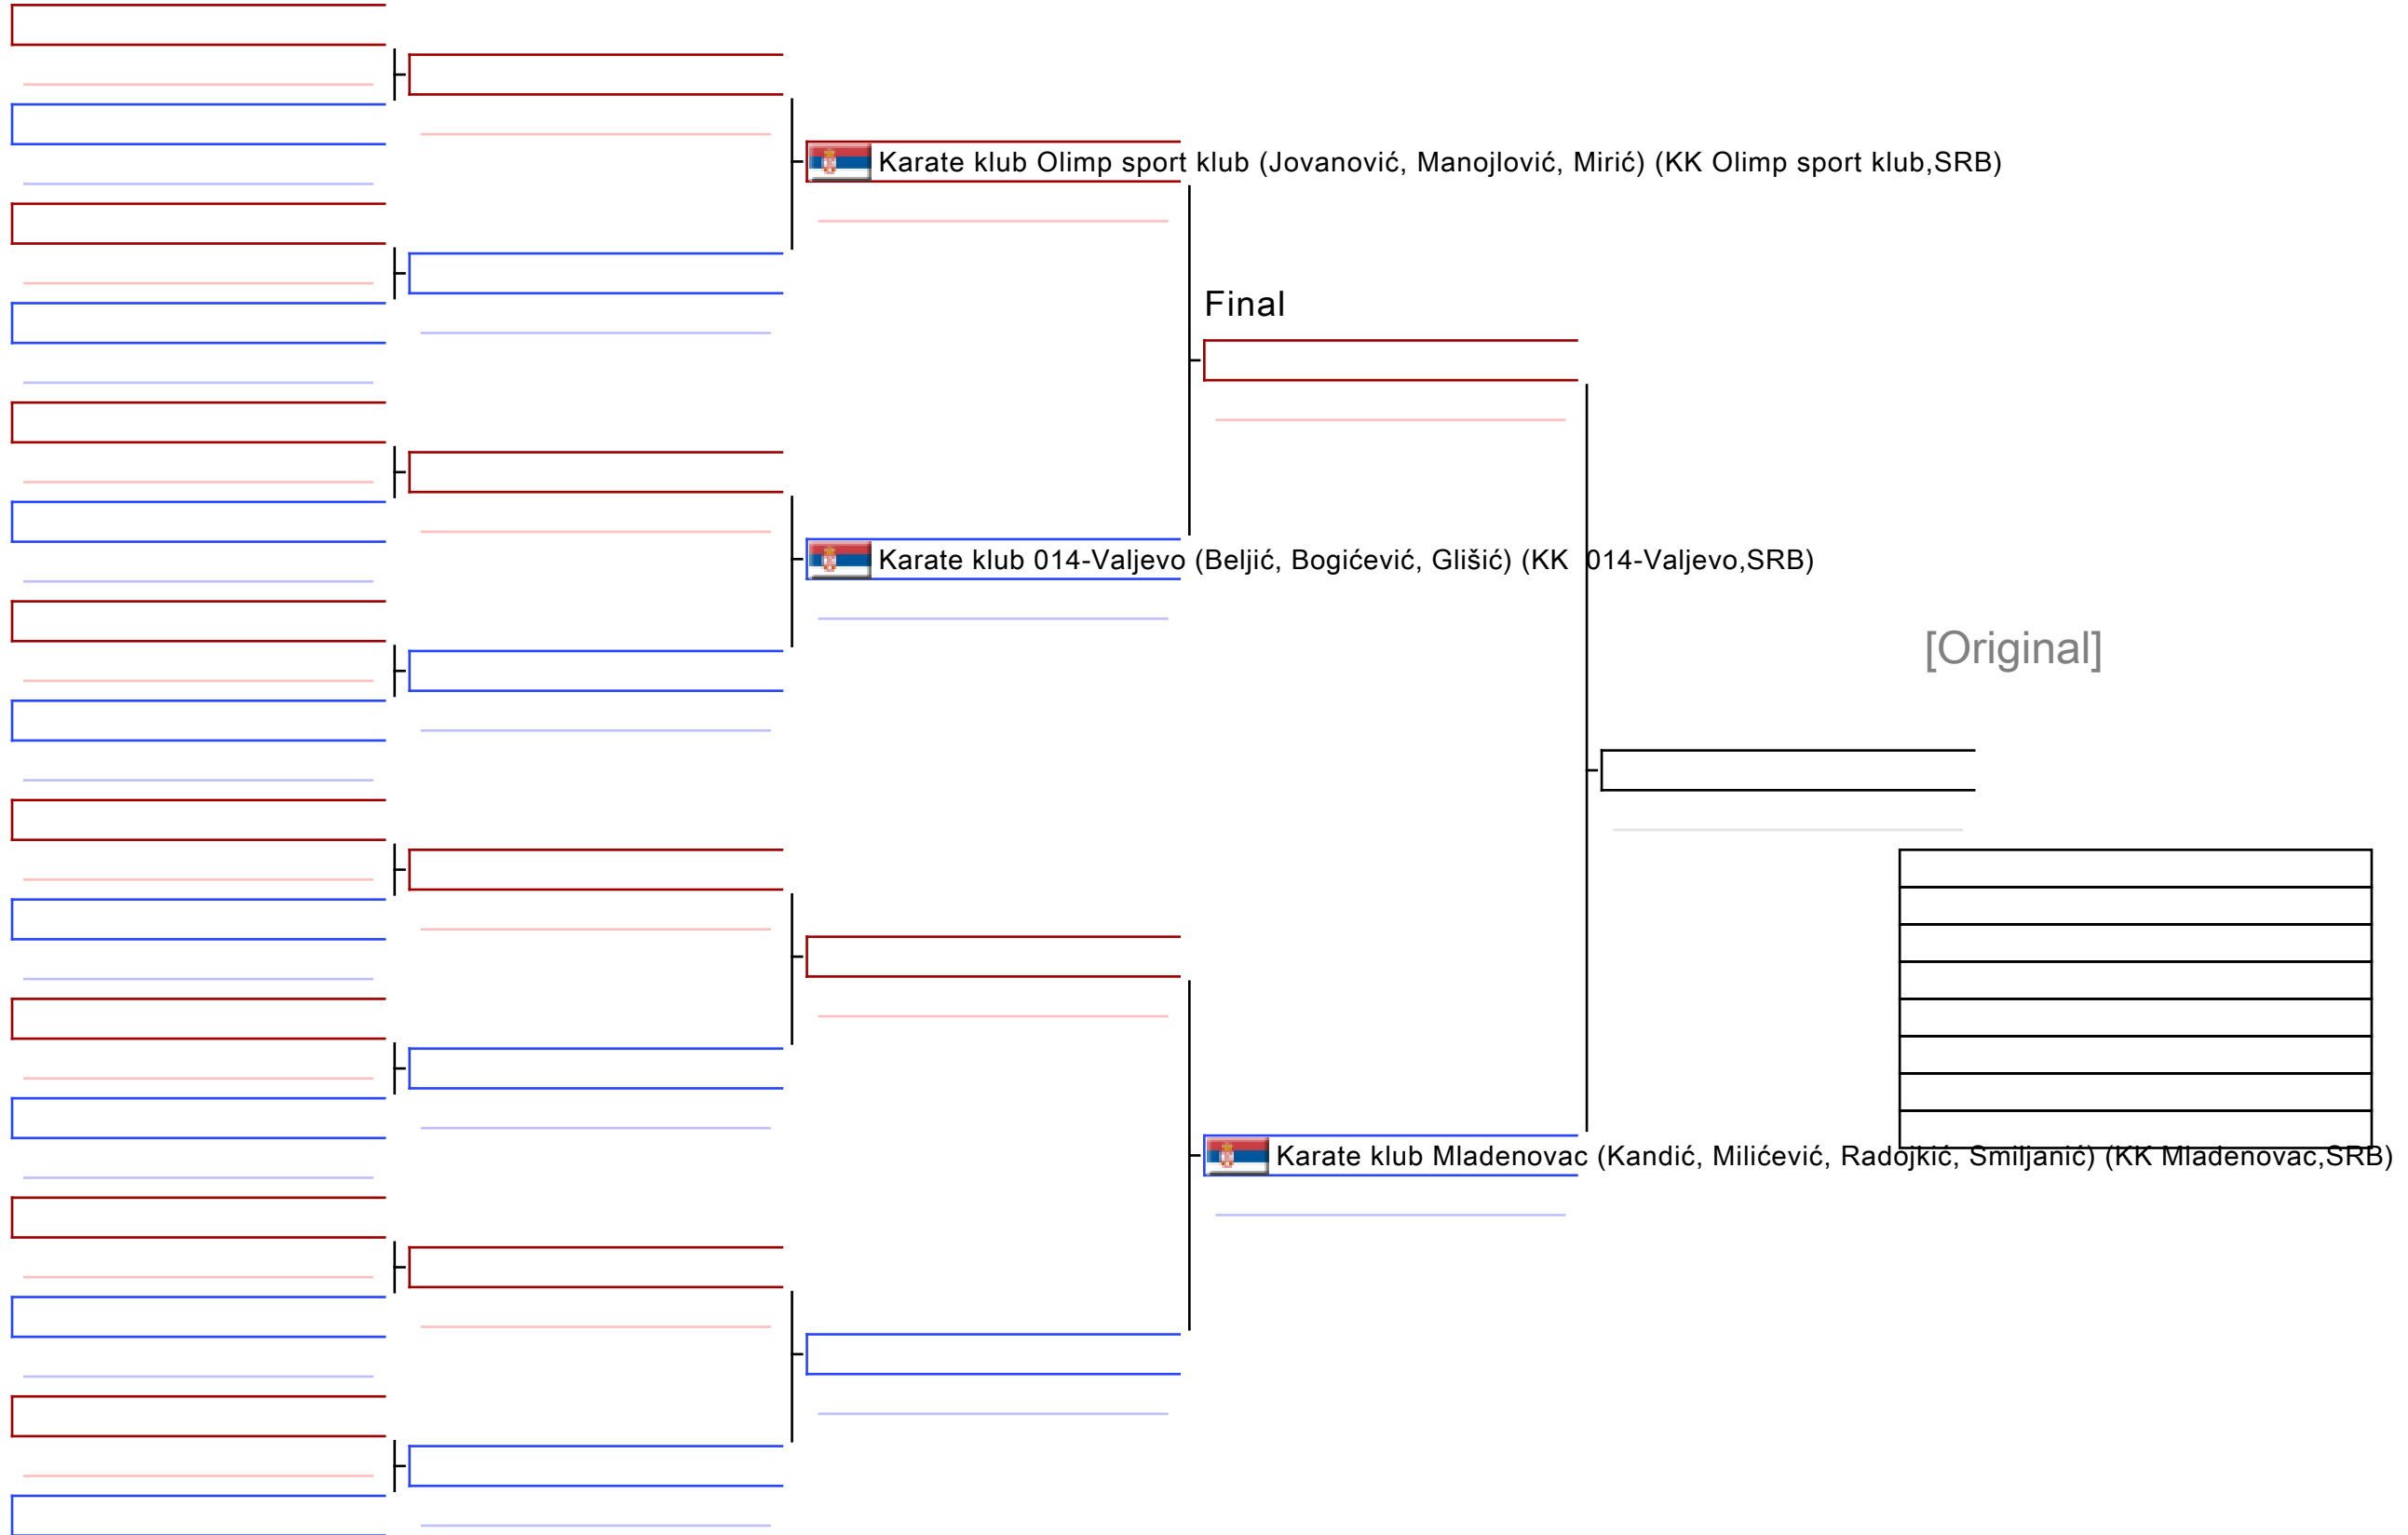 Karate klub Olimp sport klub (Jovanović, Manojlović, Mirić) (KK Olimp sport klub,SRB)
Final
Karate klub 014-Valjevo (Beljić, Bogićević, Glišić) (KK  014-Valjevo,SRB)
[Original]
Karate klub Mladenovac (Kandić, Milićević, Radojkić, Smiljanić) (KK Mladenovac,SRB)